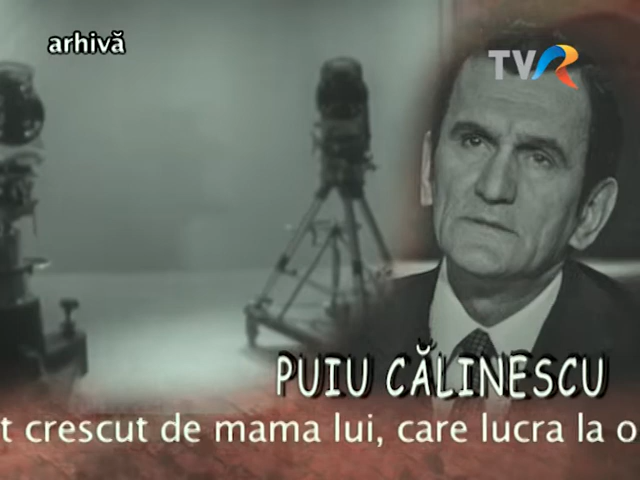 arhivă
TVR
PUIU CĂLINESCU
t crescut de mama lui, care lucra la o